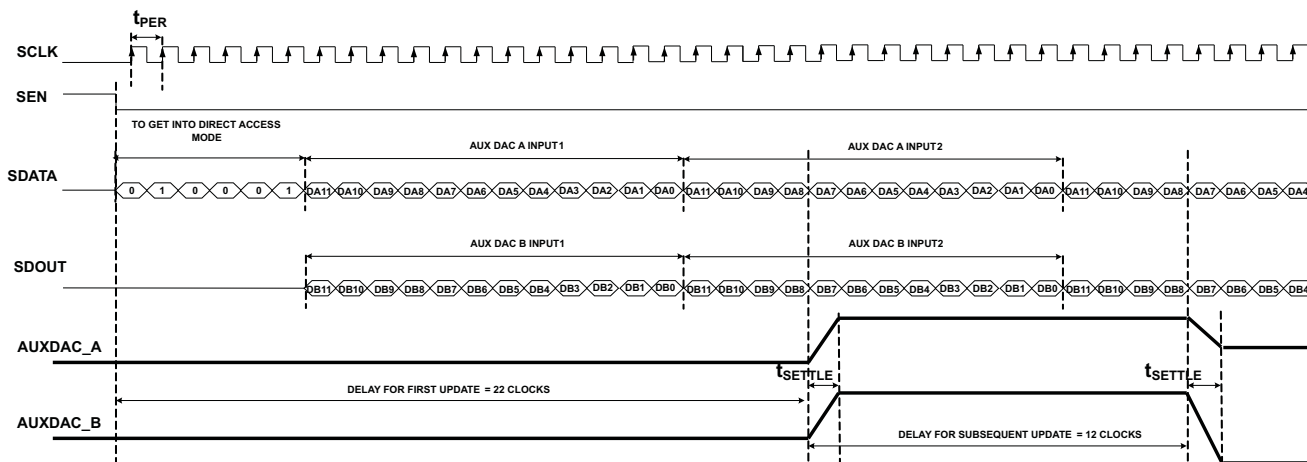 tPER
SCLK
SEN
TO GET INTO DIRECT ACCESS
MODE
AUX DAC A INPUT1
AUX DAC A INPUT2
SDATA
0 1 0 0 0 1 DA11 DA10 DA9 DA8 DA7 DA6 DA5 DA4 DA3 DA2 DA1 DA0 DA11 DA10 DA9 DA8 DA7 DA6 DA5 DA4 DA3 DA2 DA1 DA0 DA11 DA10 DA9 DA8 DA7 DA6 DA5 DA4
AUX DAC B INPUT1
AUX DAC B INPUT2
SDOUT
DB11 DB10 DB9 DB8 DB7 DB6 DB5 DB4 DB3 DB2 DB1 DB0 DB11 DB10 DB9 DB8 DB7 DB6 DB5 DB4 DB3 DB2 DB1 DB0 DB11 DB10 DB9 DB8 DB7 DB6 DB5 DB4
AUXDAC_A
tSETTLE
tSETTLE
DELAY FOR FIRST UPDATE = 22 CLOCKS
AUXDAC_B
DELAY FOR SUBSEQUENT UPDATE = 12 CLOCKS